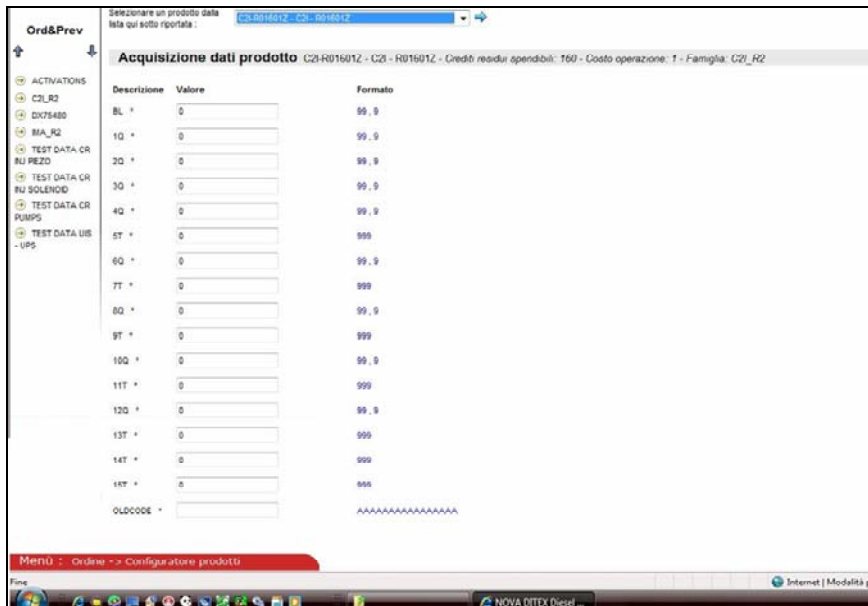 Ord&Prev
Selezionare un prodotto dalla
lista qui sotto riportata :
C2I-R01601Z - C2I - R01601Z
Acquisizione dati prodotto C2I-R01601Z - C2I - R01601Z - Crediti residui spendibili: 160 - Costo operazione: 1 - Famiglia: C2I_R2
ACTIVATIONS
C2I_R2
DX75480
IMA_R2
TEST DATA CR
INJ PEZO
TEST DATA CR
INJ SOLENOID
TEST DATA CR
PUMPS
TEST DATA UIS
- UPS
Descrizione Valore Formato
BL * 0 99,9
1Q * 0 99,9
2Q * 0 99,9
3Q * 0 99,9
4Q * 0 99,9
5T * 0 999
6Q * 0 99,9
7T * 0 999
8Q * 0 99,9
9T * 0 999
10Q * 0 99,9
11T * 0 999
12Q * 0 99,9
13T * 0 999
14T * 0 999
15T * 0 999
OLDCODE * AAAAAAAAAAAAAAAA
Menù : Ordine -> Configuratore prodotti
Fine
Internet | Modalità
NOVA DITEX Diesel ...